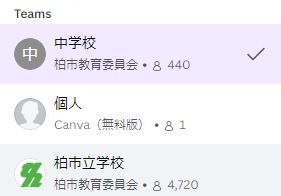 Teams
中
中学校
柏市教育委員会 • 440
個人
Canva（無料版） • 1
柏市立学校
柏市教育委員会 • 4,720